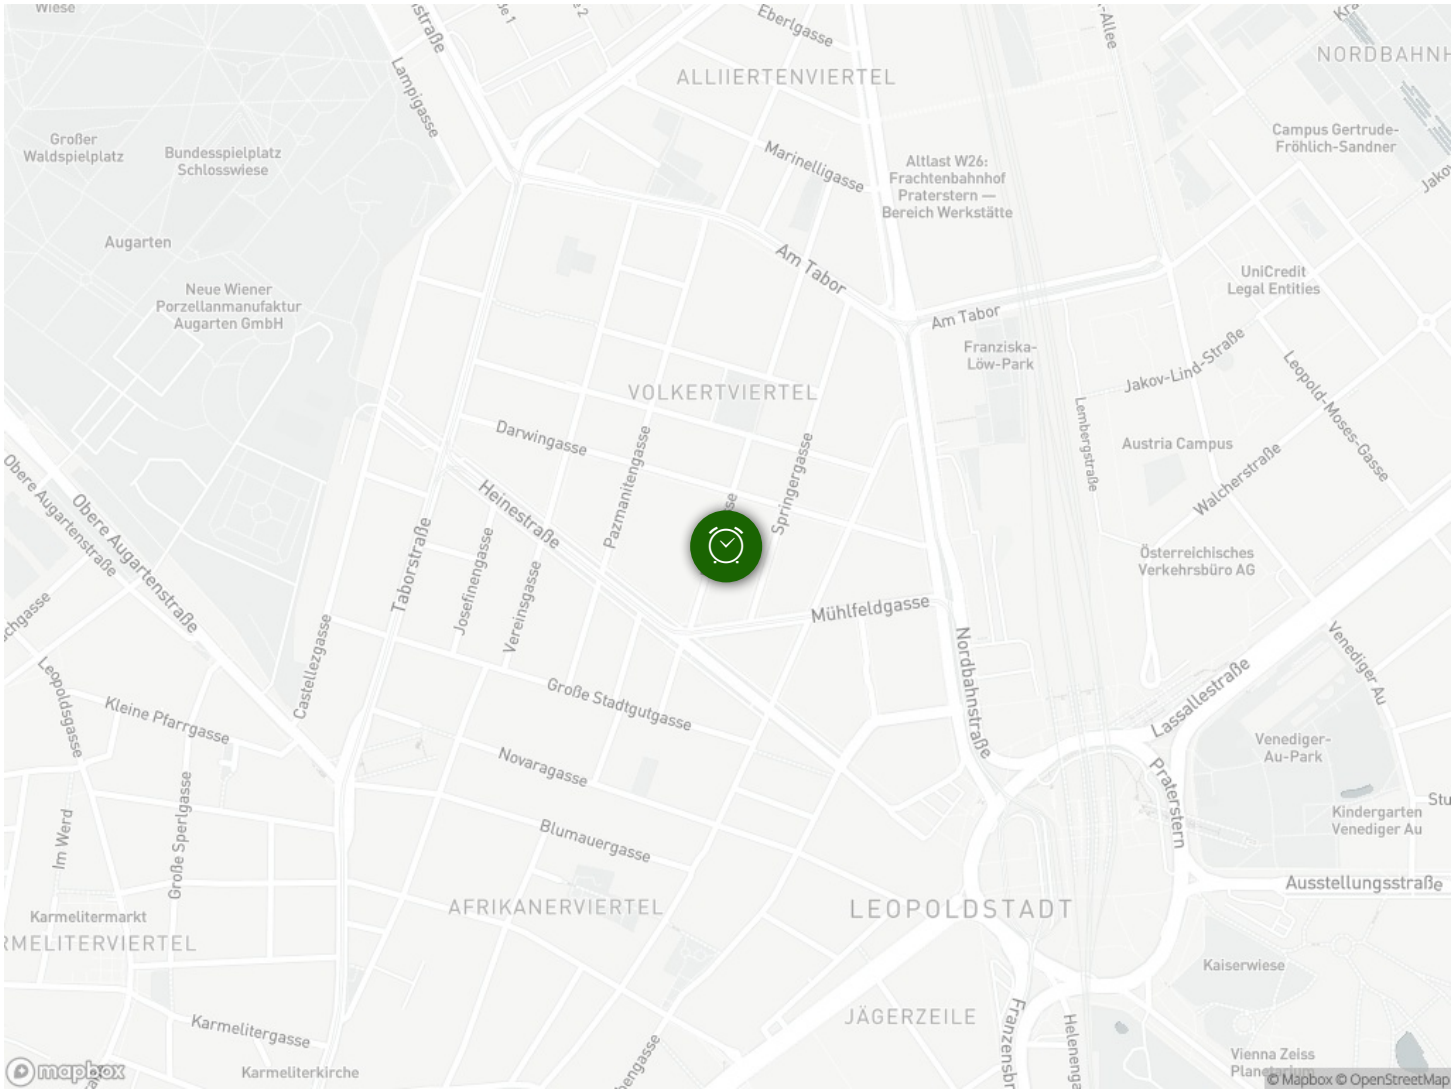 Wiese
ALLIIERTENVIERTEL
Eberlgasse
NORDBAHNH
Lampigasse
Großer
Waldspielplatz
Bundesspielplatz
Schlosswiese
Marinelligasse
Altlast W26:
Frachtenbahnhof
Praterstern —
Bereich Werkstätte
Campus Gertrude-
Fröhlich-Sandner
Augarten
Neue Wiener
Porzellanmanufaktur
Augarten GmbH
Am Tabor
Am Tabor
UniCredit
Legal Entities
Franziska-
Löw-Park
Jakov-Lind-Straße
Leopold-Moses-Gasse
VOLKERTVIERTEL
Darwingasse
Pazmanitengasse
Springergasse
Lembergstraße
Austria Campus
Walcherstraße
Obere Augartenstraße
Obere Augartenstraße
Heinestraße
Taborstraße
Josefinengasse
Vereinsgasse
Österreichisches
Verkehrsbüro AG
Mühlfeldgasse
Nordbahnstraße
Venediger Au
Castellezgasse
Leopoldsgasse
Kleine Pfarrgasse
Große Stadtgutgasse
Lassallestraße
Novaragasse
Venediger-
Au-Park
Praterstern
Große Sperlgasse
Im Werd
Blumauergasse
Kindergarten
Venediger Au
Stu
Ausstellungsstraße
AFRIKANERVIERTEL
LEOPOLDSTADT
Karmelitermarkt
RMELITERVIERTEL
Kaiserwiese
JÄGERZEILE
Karmelitergasse
Franzensbr
Helenenga
Karmeliterkirche
Vienna Zeiss
Planetarium
mapbox
© Mapbox © OpenStreetMap